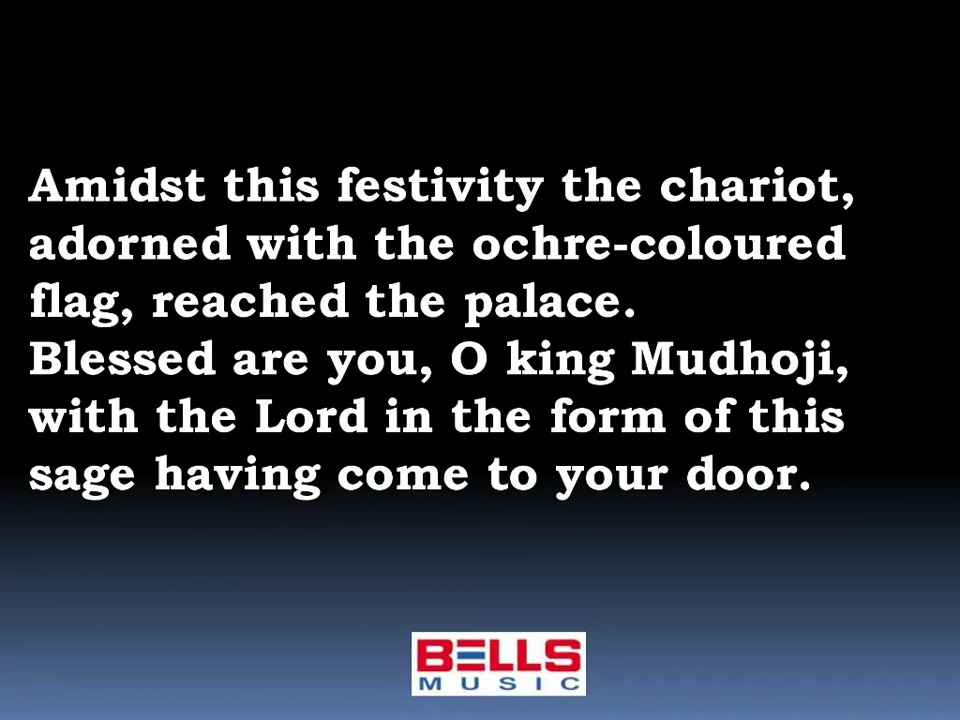 Amidst this festivity the chariot,
adorned with the ochre-coloured
flag, reached the palace.
Blessed are you, O king Mudhoji,
with the Lord in the form of this
sage having come to your door.
BELLS
MUSIC